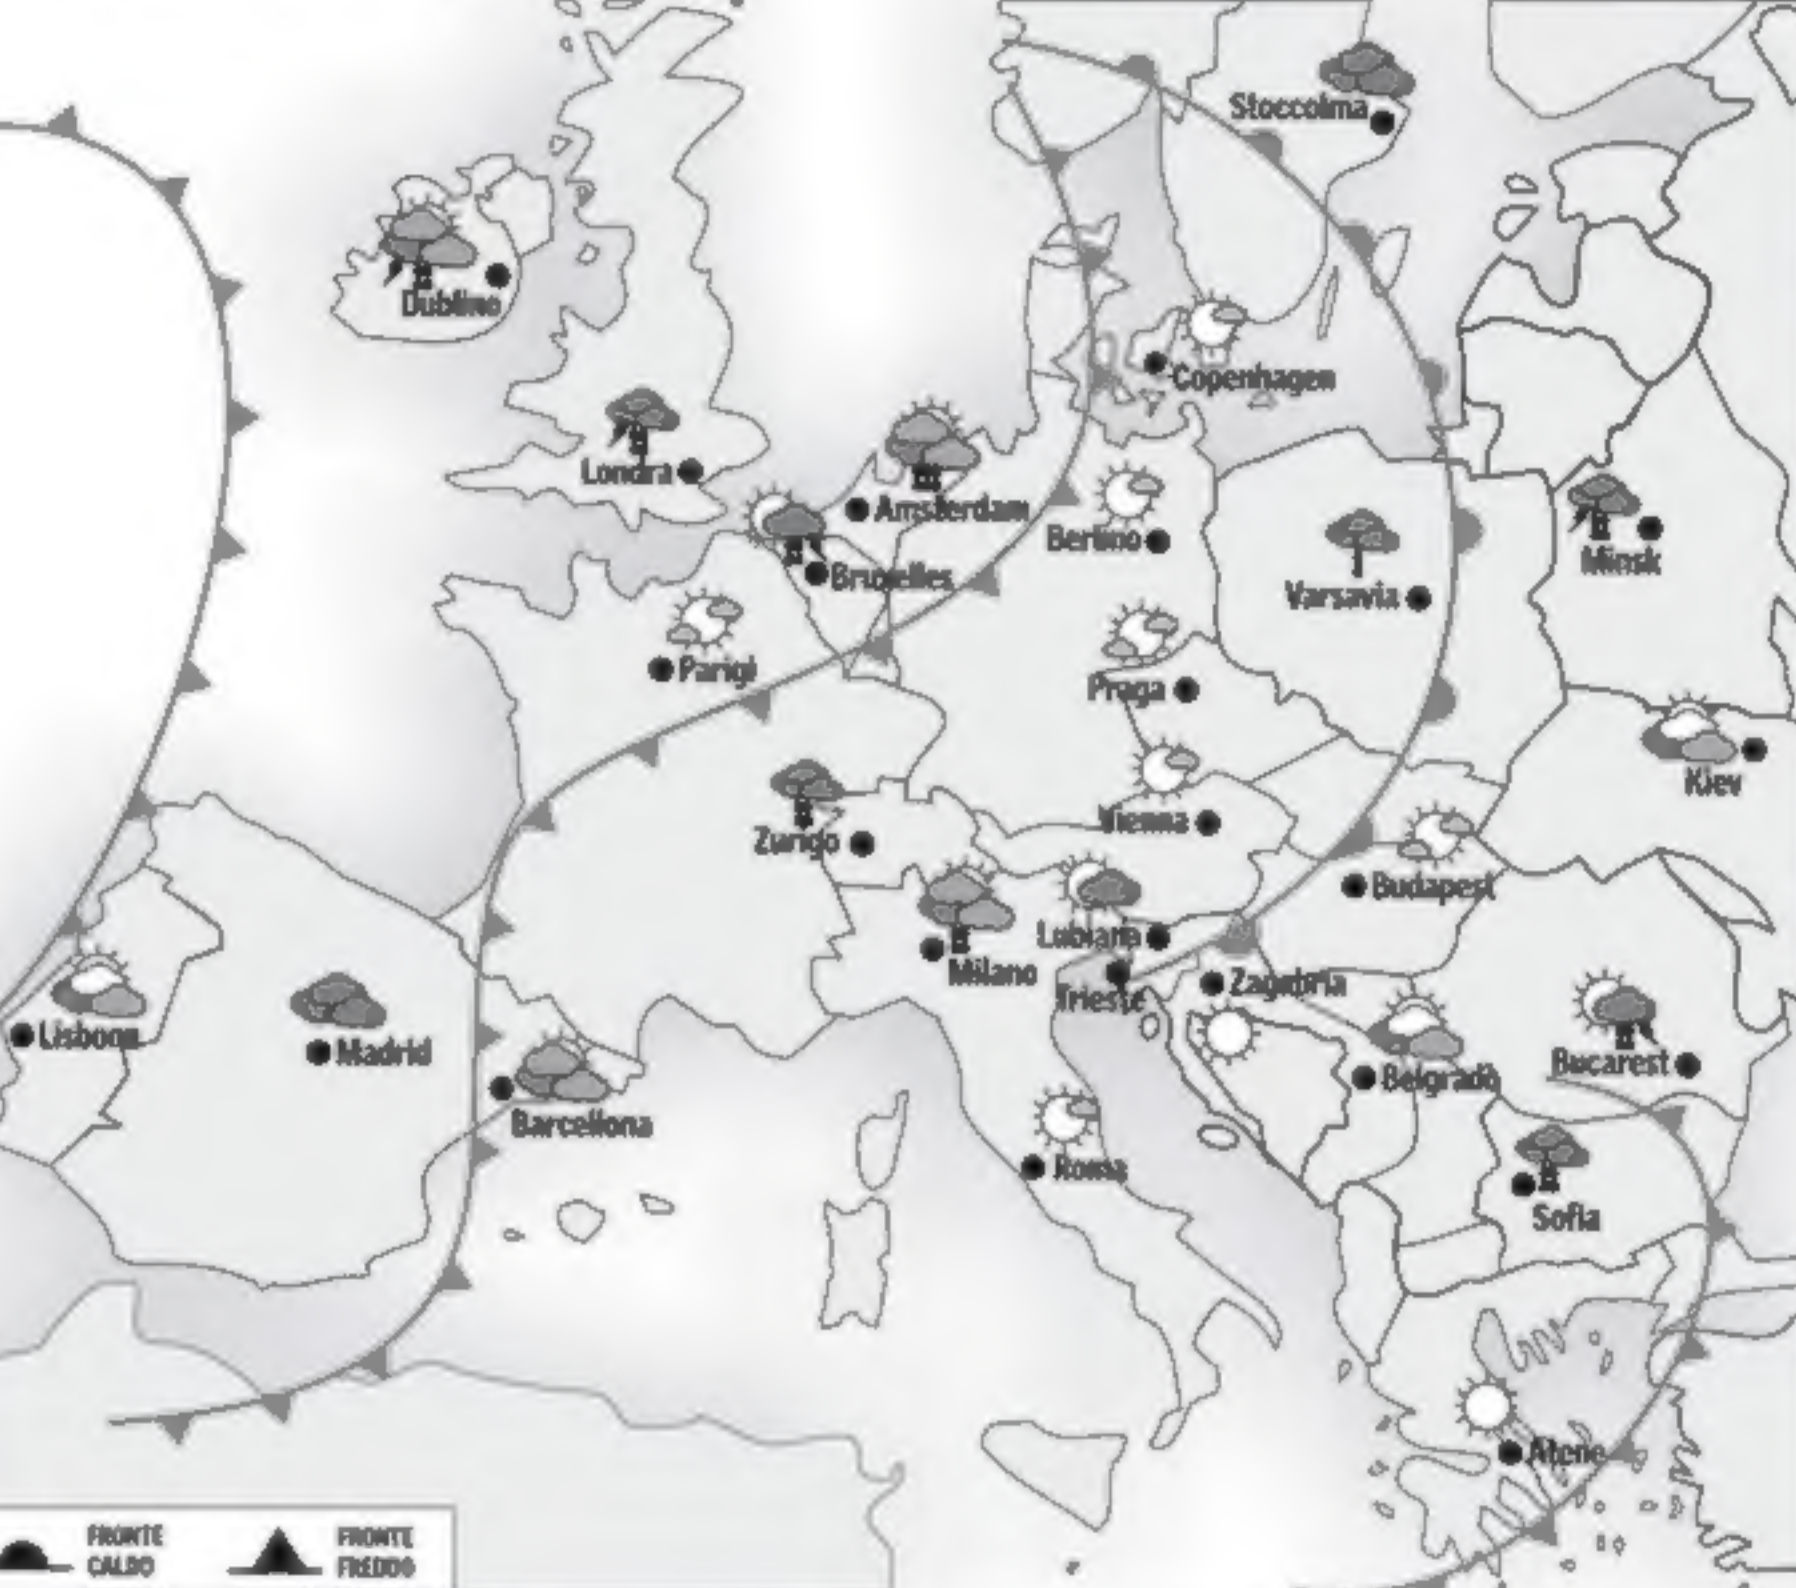 Stoccolma
Dublino
Copenhagen
Londra
Amsterdam
Berlino
Minsk
Bruxelles
Varsavia
Parigi
Praga
Kiev
Vienna
Zurigo
Budapest
Lubiana
Milano
Zagabria
Trieste
Lisbona
Madrid
Belgrado
Bucarest
Barcellona
Roma
Sofia
Atene
FRONTE
CALDO
FRONTE
FREDDO